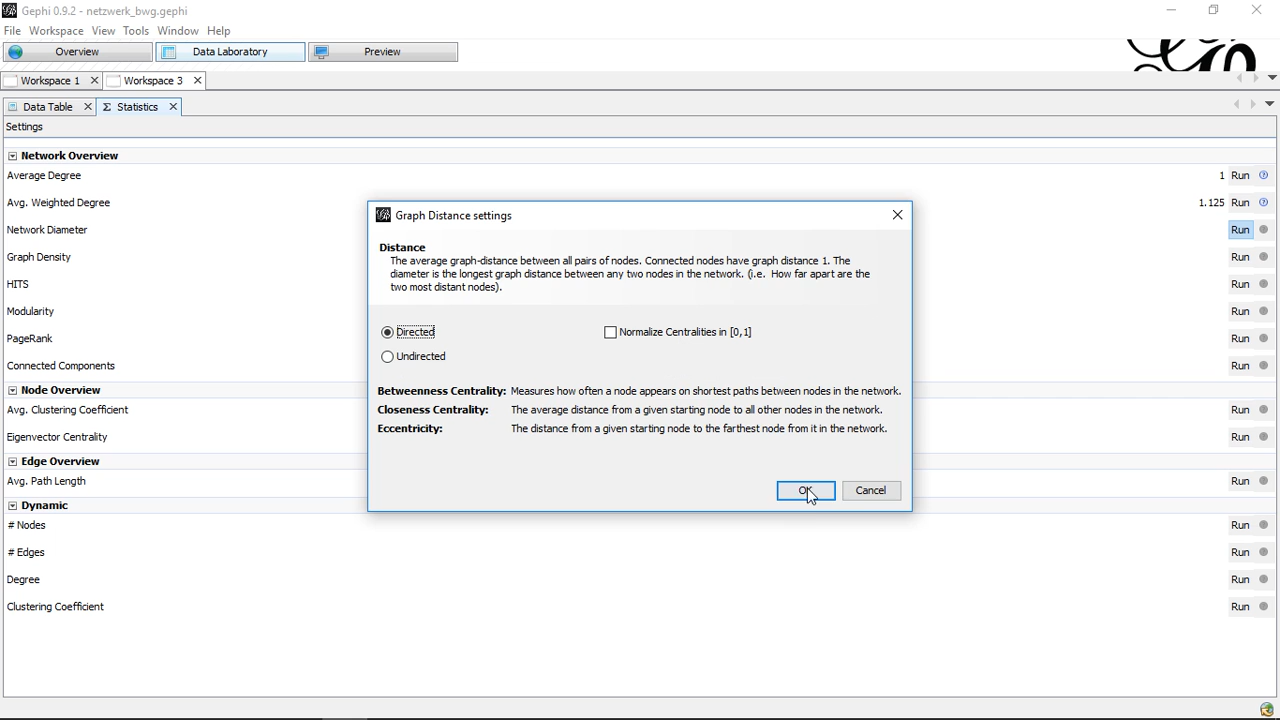 Gephi 0.9.2 - netzwerk_bwg.gephi
File Workspace View Tools Window Help
Overview Data Laboratory Preview
Workspace 1 Workspace 3
Data Table Σ Statistics
Settings
Network Overview
Average Degree 1 Run
Avg. Weighted Degree 1.125 Run
Network Diameter Run
Graph Density Run
HITS Run
Modularity Run
PageRank Run
Connected Components Run
Node Overview
Avg. Clustering Coefficient Run
Eigenvector Centrality Run
Edge Overview
Avg. Path Length Run
Dynamic
# Nodes Run
# Edges Run
Degree Run
Clustering Coefficient Run
Graph Distance settings
Distance
The average graph-distance between all pairs of nodes. Connected nodes have graph distance 1. The
diameter is the longest graph distance between any two nodes in the network. (i.e. How far apart are the
two most distant nodes).
Directed Normalize Centralities in [0,1]
Undirected
Betweenness Centrality: Measures how often a node appears on shortest paths between nodes in the network.
Closeness Centrality: The average distance from a given starting node to all other nodes in the network.
Eccentricity: The distance from a given starting node to the farthest node from it in the network.
OK Cancel